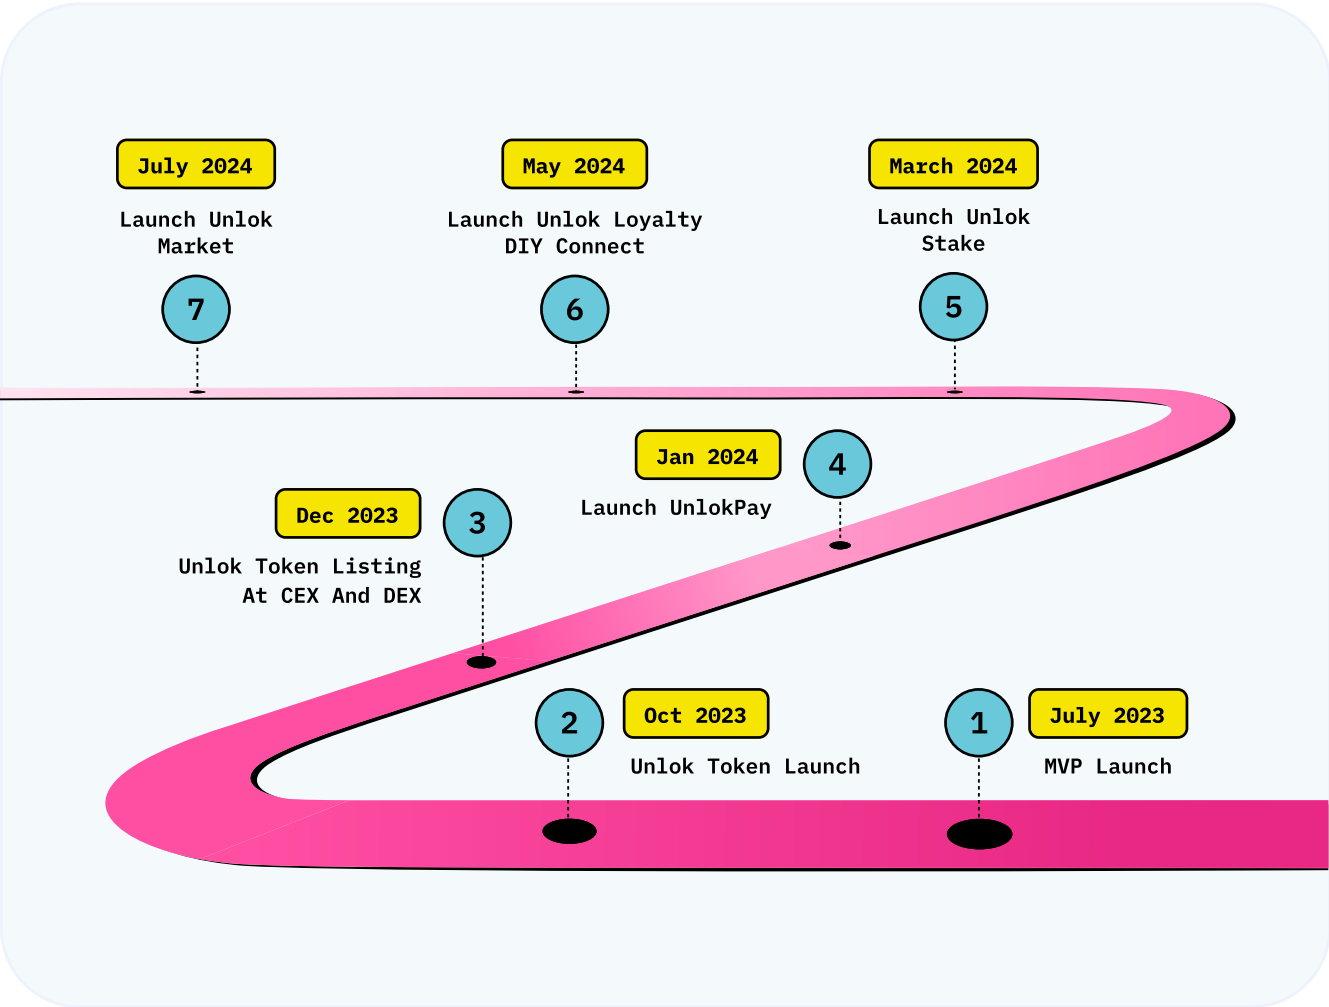 July 2024
Launch Unlok
Market
7
May 2024
Launch Unlok Loyalty
DIY Connect
6
March 2024
Launch Unlok
Stake
5
Jan 2024
Launch UnlokPay
4
Dec 2023
Unlok Token Listing
At CEX And DEX
3
2
Oct 2023
Unlok Token Launch
1
July 2023
MVP Launch